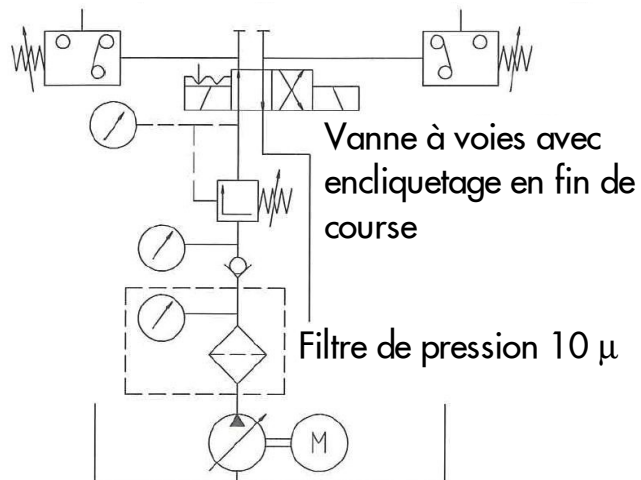 Vanne à voies avec
encliquetage en fin de
course
Filtre de pression 10 µ
M